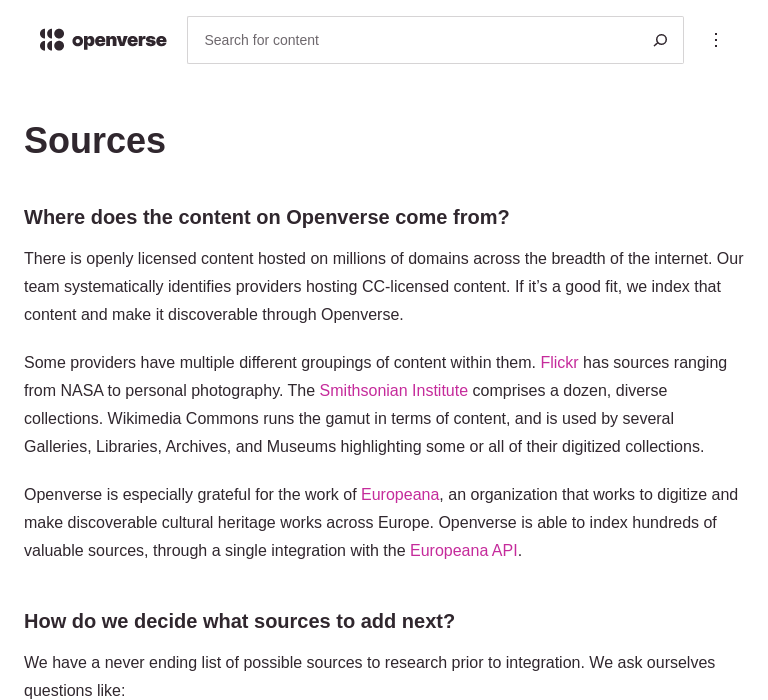 openverse
Search for content
Sources
Where does the content on Openverse come from?
There is openly licensed content hosted on millions of domains across the breadth of the internet. Our
team systematically identifies providers hosting CC-licensed content. If it’s a good fit, we index that
content and make it discoverable through Openverse.
Some providers have multiple different groupings of content within them. Flickr has sources ranging
from NASA to personal photography. The Smithsonian Institute comprises a dozen, diverse
collections. Wikimedia Commons runs the gamut in terms of content, and is used by several
Galleries, Libraries, Archives, and Museums highlighting some or all of their digitized collections.
Openverse is especially grateful for the work of Europeana, an organization that works to digitize and
make discoverable cultural heritage works across Europe. Openverse is able to index hundreds of
valuable sources, through a single integration with the Europeana API.
How do we decide what sources to add next?
We have a never ending list of possible sources to research prior to integration. We ask ourselves
questions like: